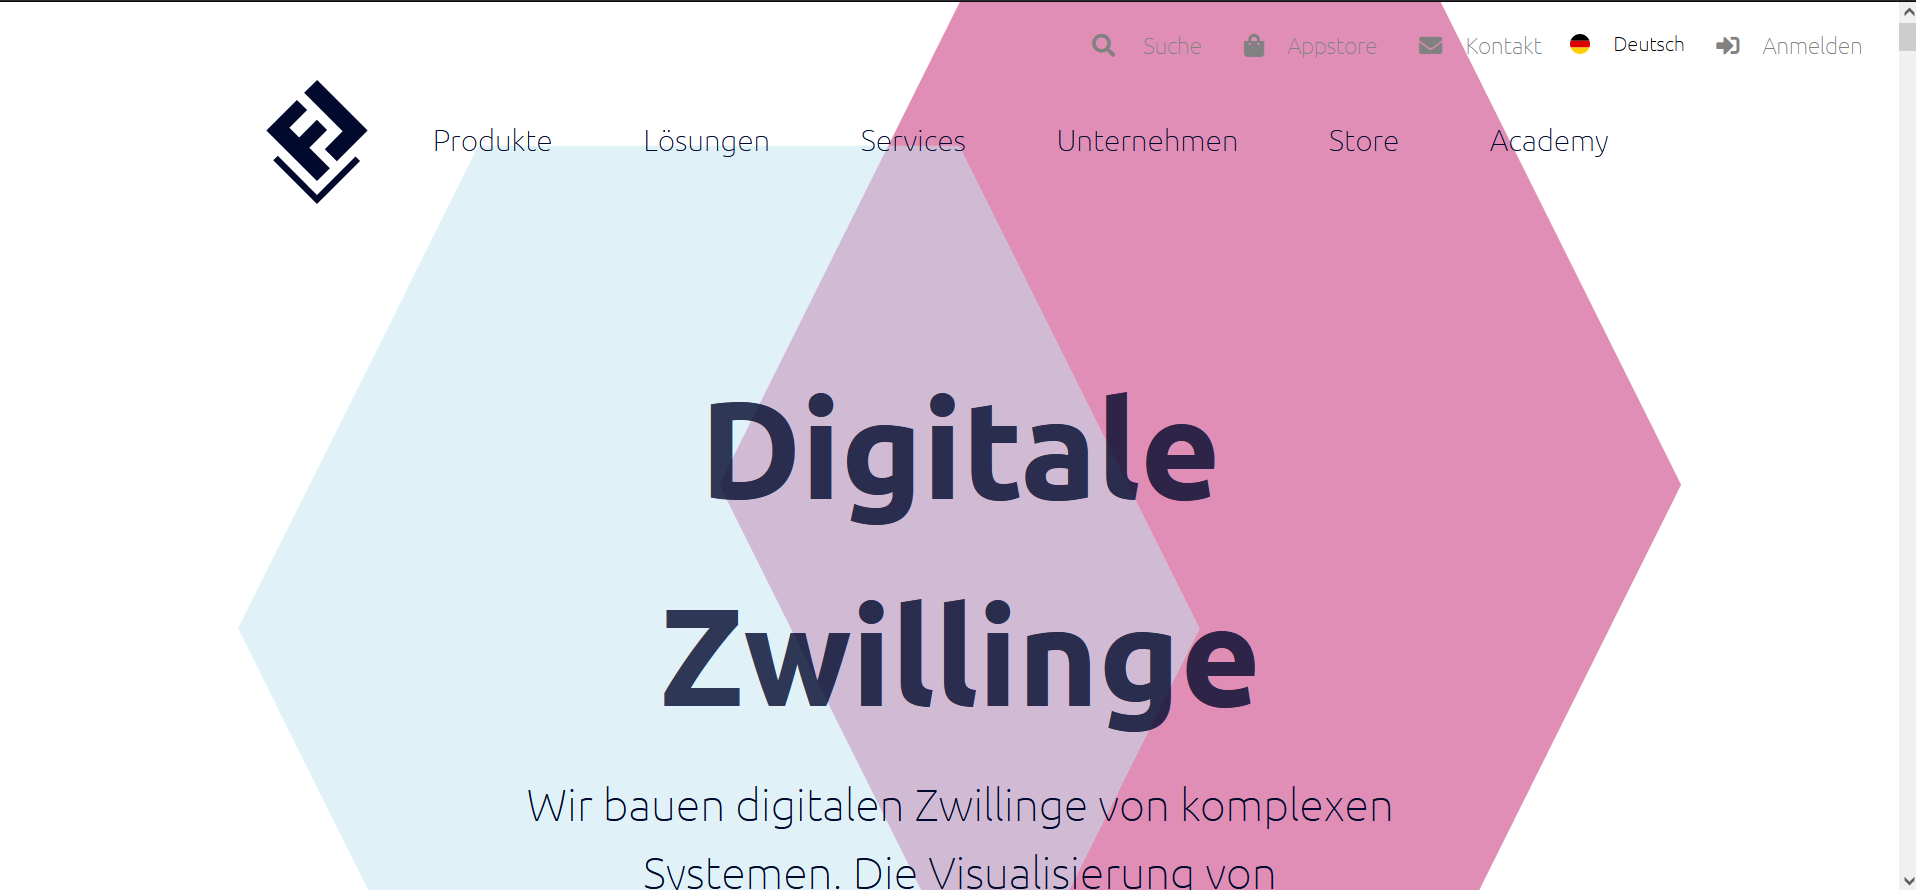 Suche Appstore Kontakt Deutsch Anmelden
Produkte Lösungen Services Unternehmen Store Academy
Digitale
Zwillinge
Wir bauen digitalen Zwillinge von komplexen
Systemen. Die Visualisierung von